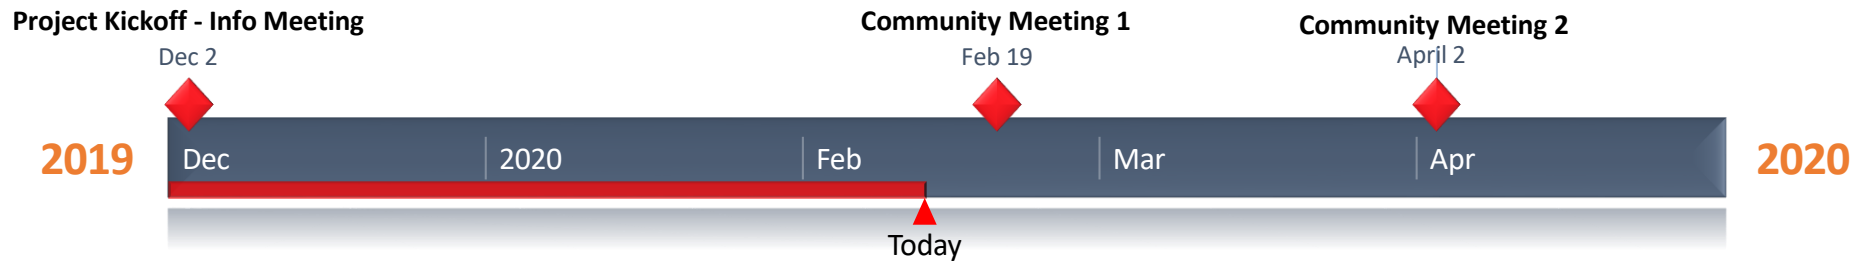 Project Kickoff - Info Meeting
Dec 2
Community Meeting 1
Feb 19
Community Meeting 2
April 2
2019
Dec
2020
Feb
Mar
Apr
2020
Today